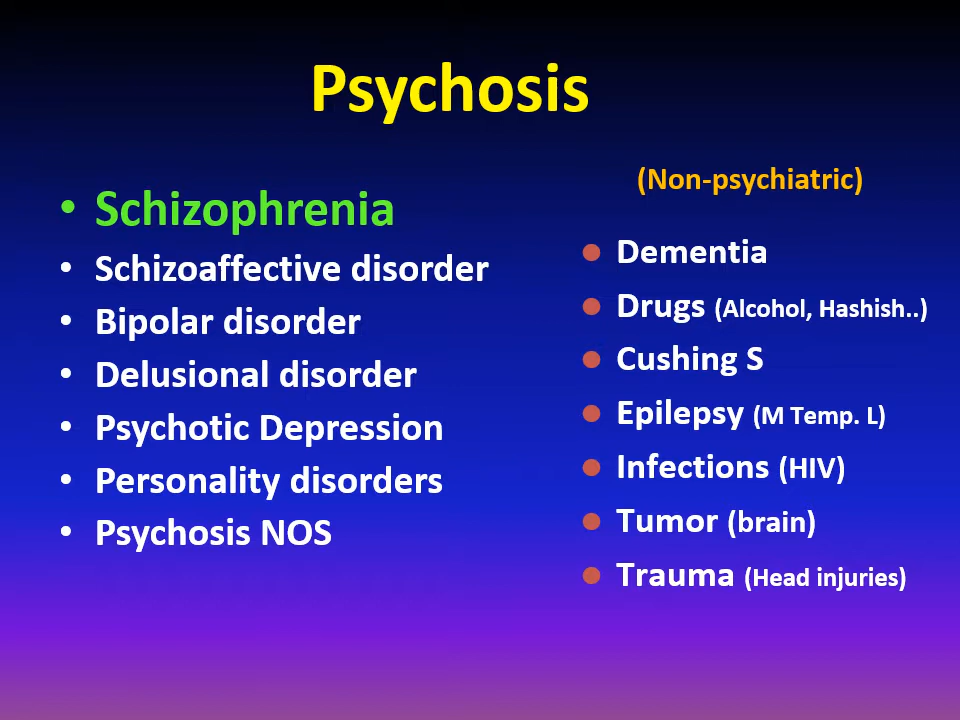 Psychosis
• Schizophrenia
• Schizoaffective disorder
• Bipolar disorder
• Delusional disorder
• Psychotic Depression
• Personality disorders
• Psychosis NOS
(Non-psychiatric)
● Dementia
● Drugs (Alcohol, Hashish..)
● Cushing S
● Epilepsy (M Temp. L)
● Infections (HIV)
● Tumor (brain)
● Trauma (Head injuries)